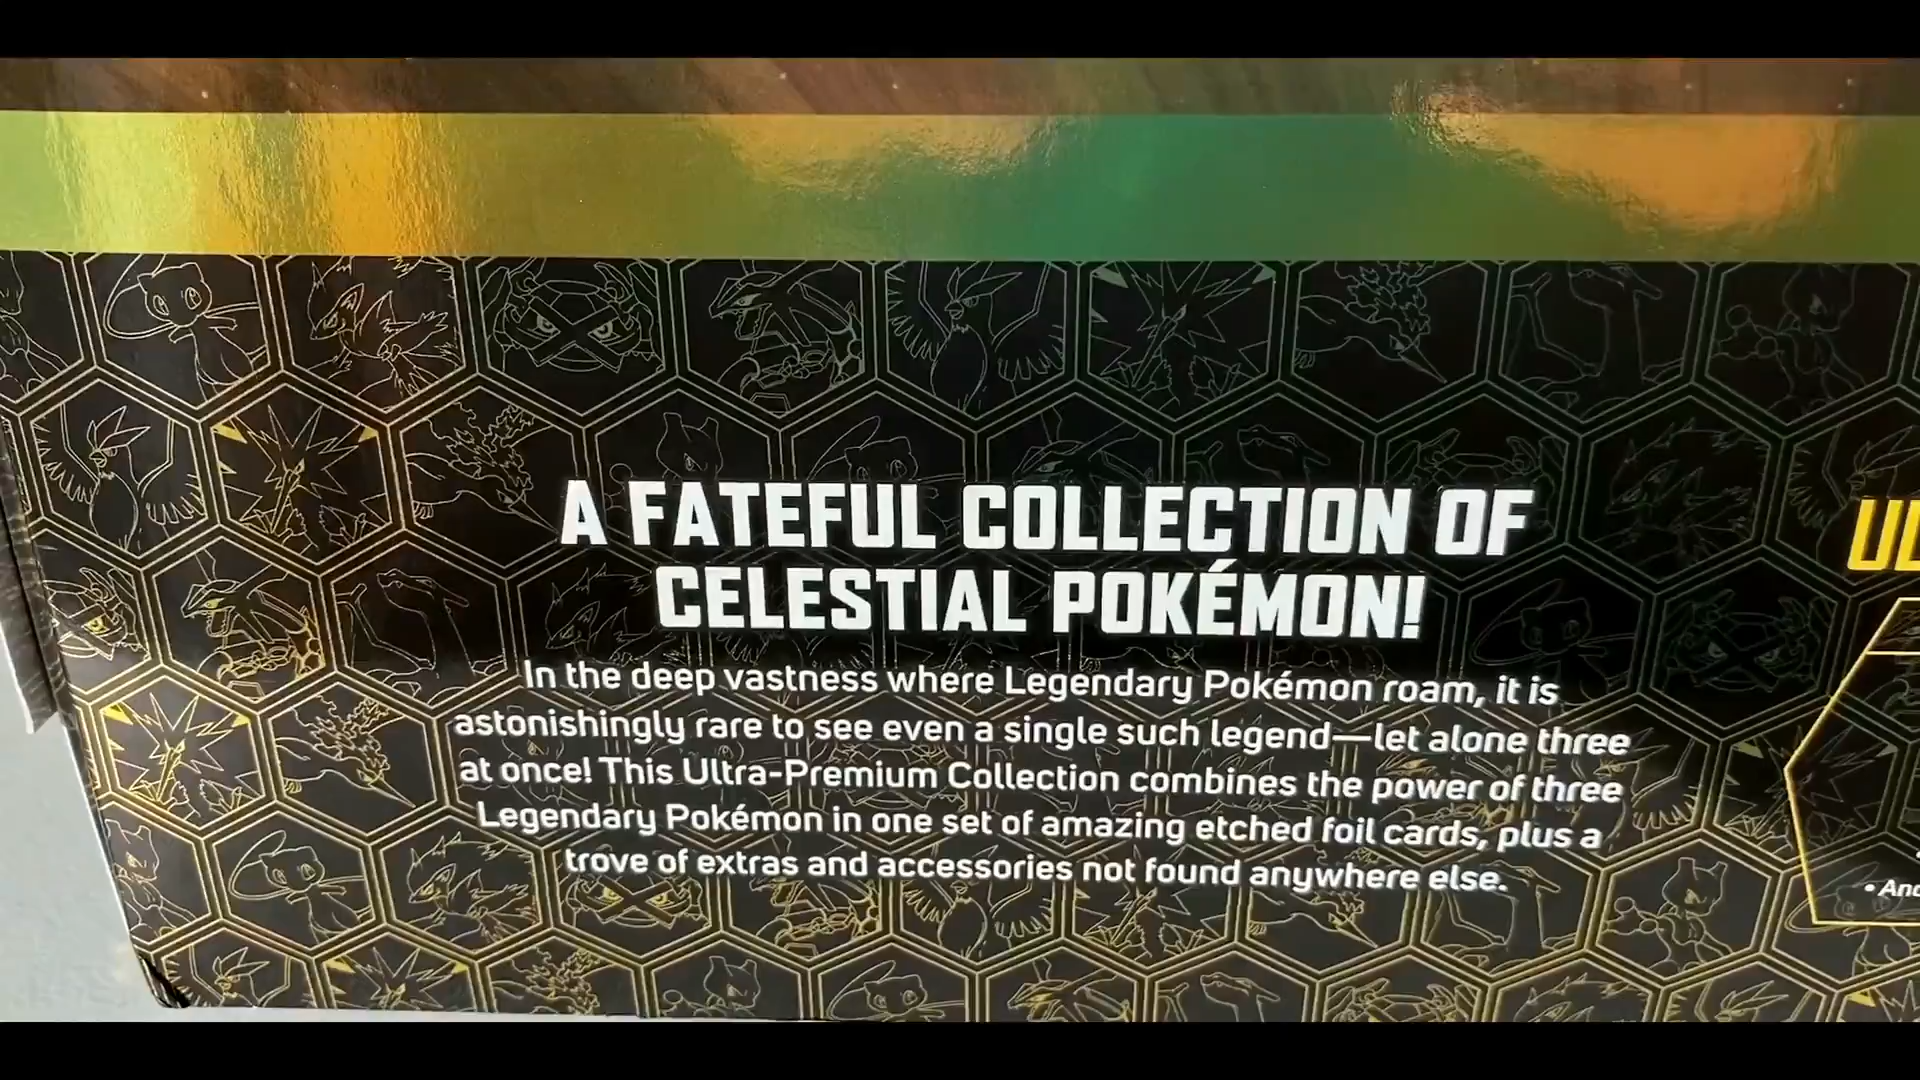 A FATEFUL COLLECTION OF
CELESTIAL POKÉMON!
In the deep vastness where Legendary Pokémon roam, it is
astonishingly rare to see even a single such legend—let alone three
at once! This Ultra-Premium Collection combines the power of three
Legendary Pokémon in one set of amazing etched foil cards, plus a
trove of extras and accessories not found anywhere else.